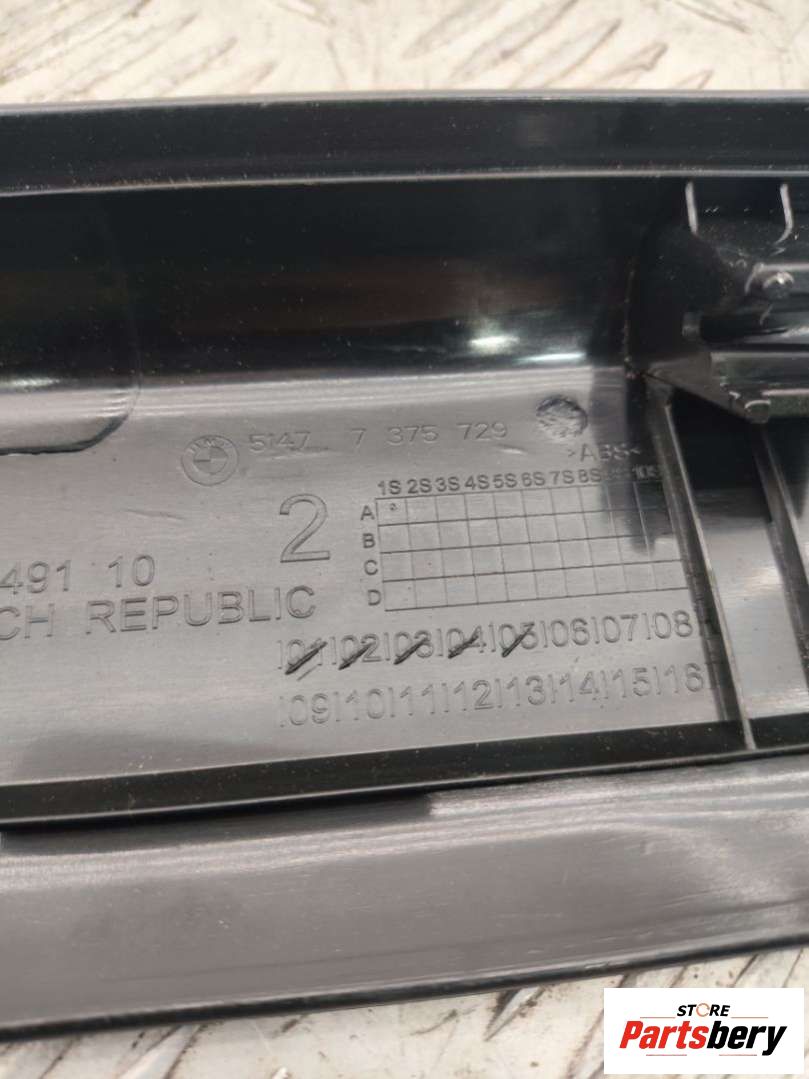 5147 7 375 729
>ABS<
1S 2S 3S 4S 5S 6S 7S 8S 10S
A
B
C
D
2
491 10
CH REPUBLIC
|01|02|03|04|05|06|07|08
|09|10|11|12|13|14|15|16
STORE
Partsbery